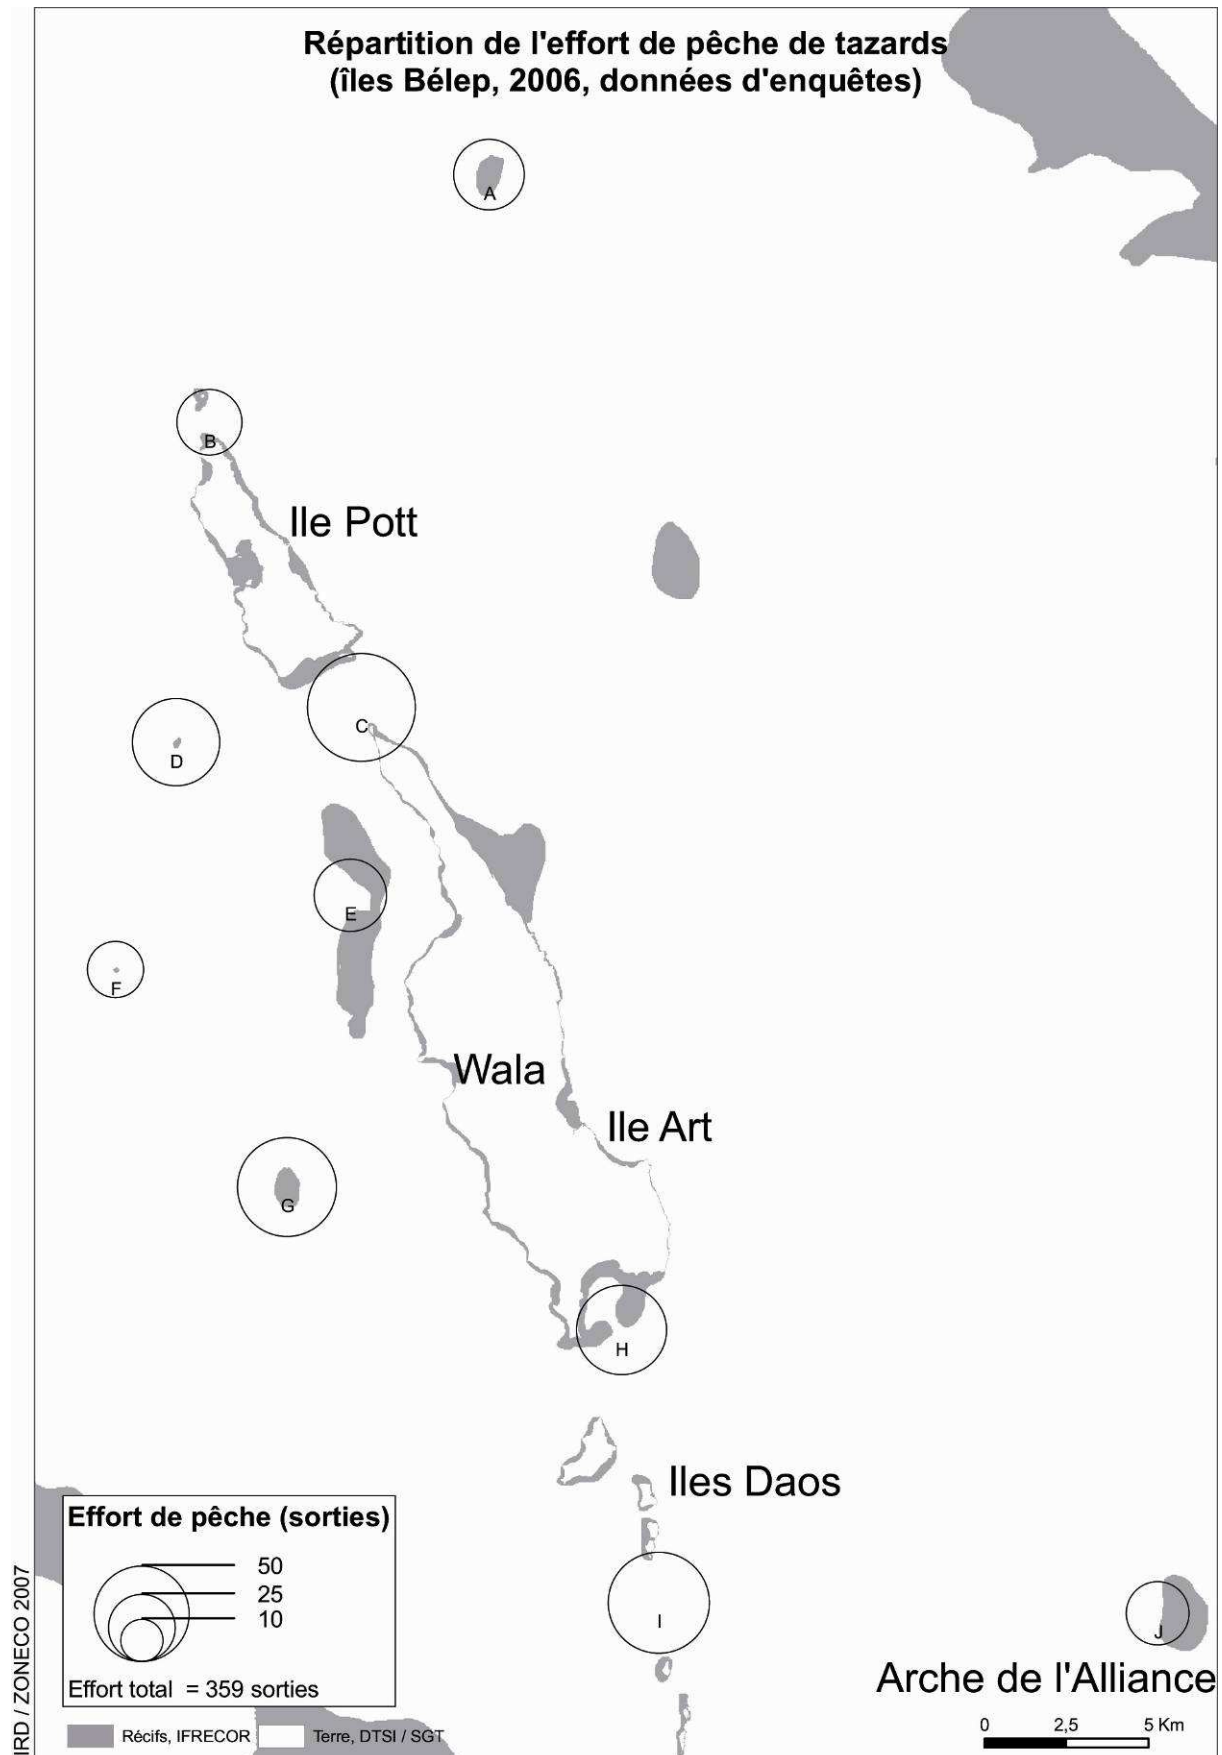 Répartition de l'effort de pêche de tazards
(îles Bélep, 2006, données d'enquêtes)
A
B
Ile Pott
C
D
E
F
Wala
Ile Art
G
H
Iles Daos
I
J
Arche de l'Alliance
Effort de pêche (sorties)
50
25
10
Effort total = 359 sorties
Récifs, IFRECOR
Terre, DTSI / SGT
0 2,5 5 Km
IRD / ZONECO 2007